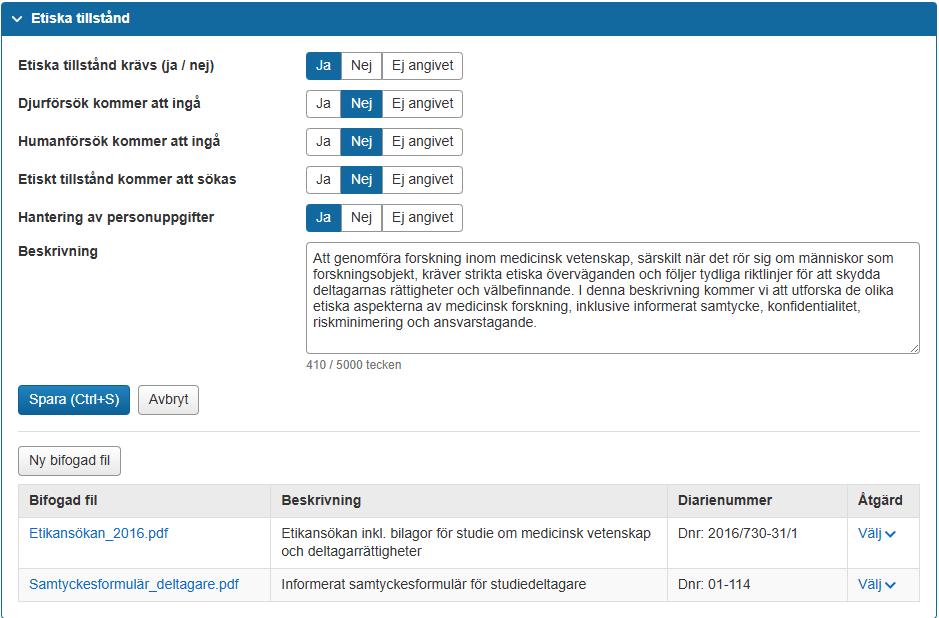 Etiska tillstånd
Etiska tillstånd krävs (ja / nej) Ja Nej Ej angivet
Djurförsök kommer att ingå Ja Nej Ej angivet
Humanförsök kommer att ingå Ja Nej Ej angivet
Etiskt tillstånd kommer att sökas Ja Nej Ej angivet
Hantering av personuppgifter Ja Nej Ej angivet
Beskrivning
Att genomföra forskning inom medicinsk vetenskap, särskilt när det rör sig om människor som
forskningsobjekt, kräver strikta etiska överväganden och följer tydliga riktlinjer för att skydda
deltagarnas rättigheter och välbefinnande. I denna beskrivning kommer vi att utforska de olika
etiska aspekterna av medicinsk forskning, inklusive informerat samtycke, konfidentialitet,
riskminimering och ansvarstagande.
410 / 5000 tecken
Spara (Ctrl+S) Avbryt
Ny bifogad fil
Bifogad fil Beskrivning Diarienummer Åtgärd
Etikansökan_2016.pdf Etikansökan inkl. bilagor för studie om medicinsk vetenskap Dnr: 2016/730-31/1 Välj
och deltagarrättigheter
Samtyckesformulär_deltagare.pdf Informerat samtyckesformulär för studiedeltagare Dnr: 01-114 Välj